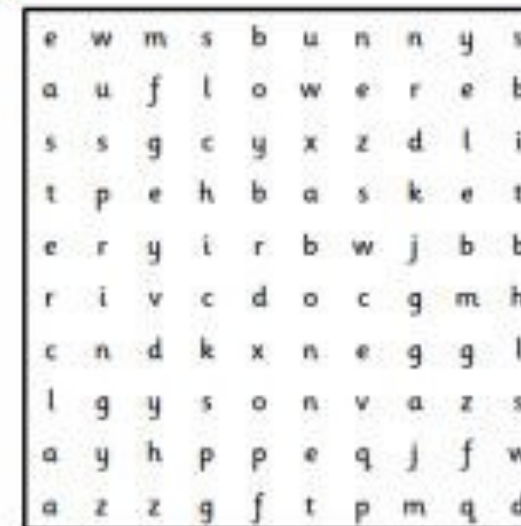 e w m s b u n n y s
a u f l o w e r e b
s s g c y x z d l i
t p e h b a s k e t
e r y i r b w j b b
r i v c d o c g m h
c n d k x n e g g l
l g y s o n v a z s
a y h p p e q j f w
a z z g f t p m q d